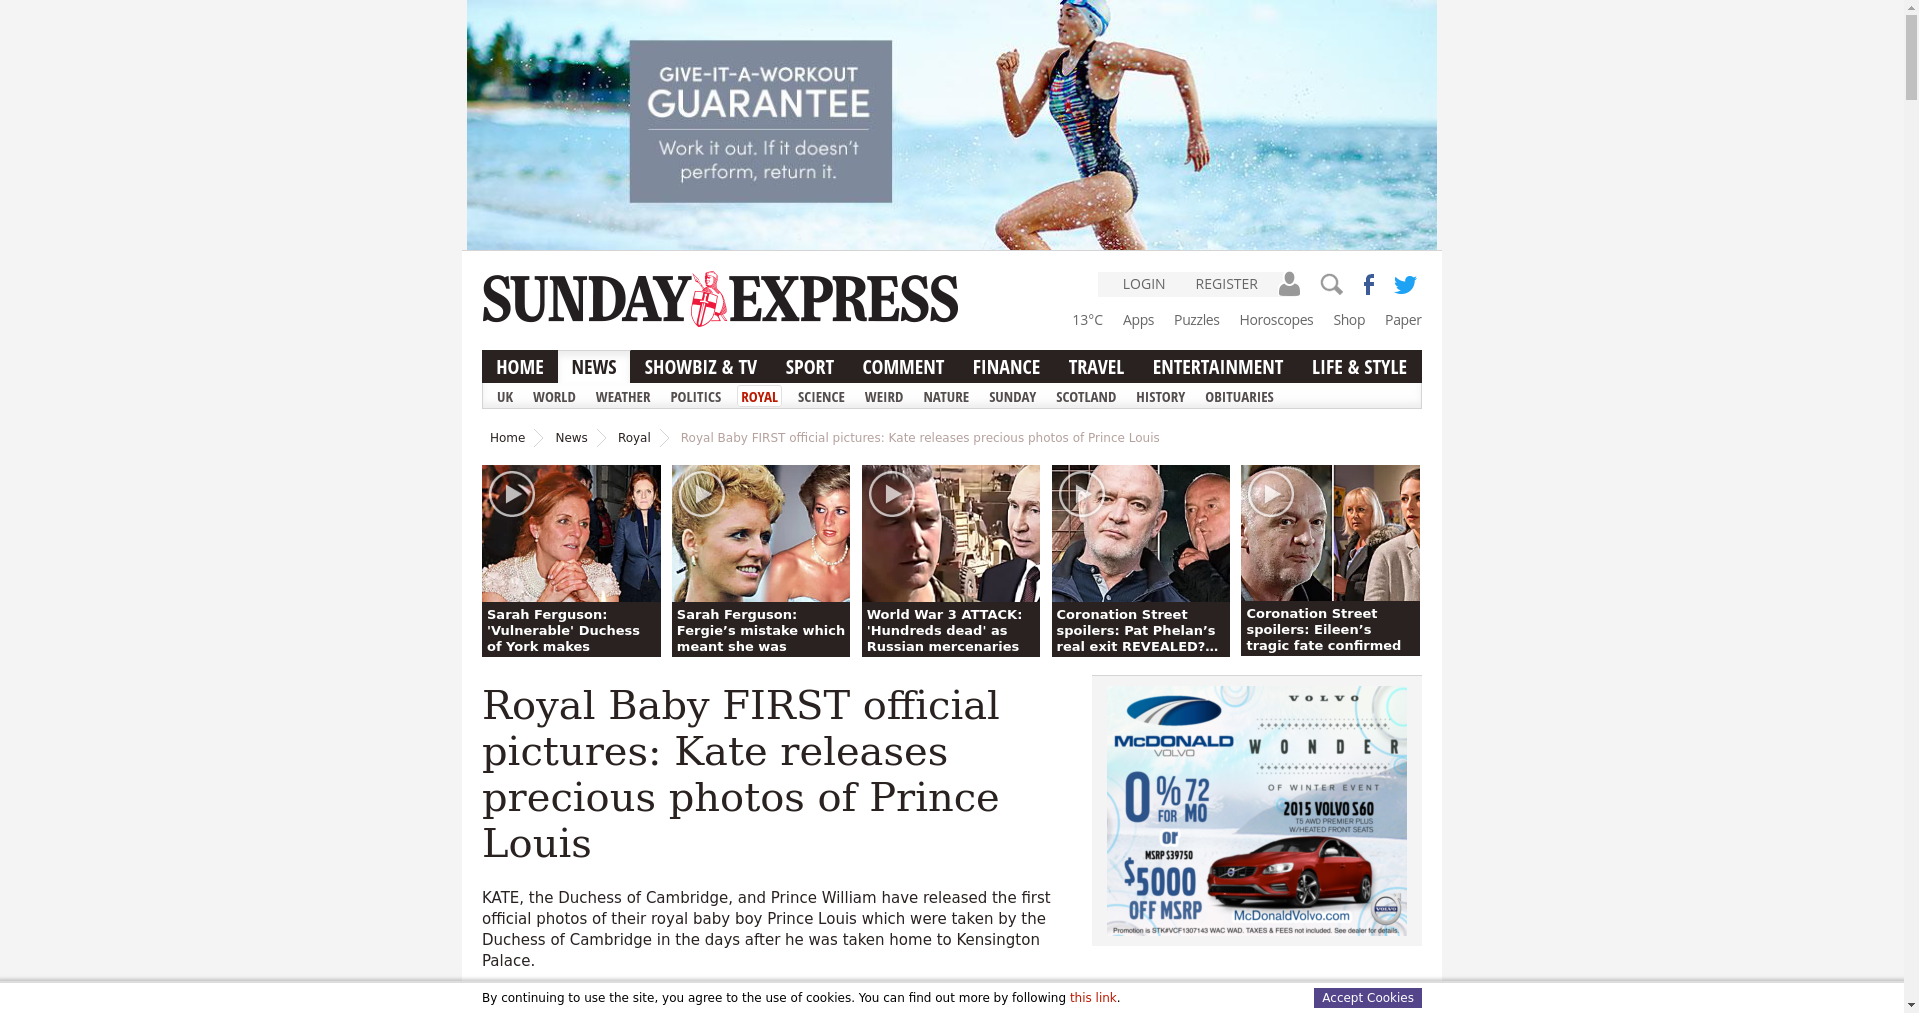 GIVE-IT-A-WORKOUT
GUARANTEE
Work it out. If it doesn't
perform, return it.
SUNDAY EXPRESS
LOGIN REGISTER
13°C Apps Puzzles Horoscopes Shop Paper
HOME NEWS SHOWBIZ & TV SPORT COMMENT FINANCE TRAVEL ENTERTAINMENT LIFE & STYLE
UK WORLD WEATHER POLITICS ROYAL SCIENCE WEIRD NATURE SUNDAY SCOTLAND HISTORY OBITUARIES
Home News Royal Royal Baby FIRST official pictures: Kate releases precious photos of Prince Louis
Sarah Ferguson:
'Vulnerable' Duchess
of York makes
Sarah Ferguson:
Fergie’s mistake which
meant she was
World War 3 ATTACK:
'Hundreds dead' as
Russian mercenaries
Coronation Street
spoilers: Pat Phelan’s
real exit REVEALED?...
Coronation Street
spoilers: Eileen’s
tragic fate confirmed
Royal Baby FIRST official
pictures: Kate releases
precious photos of Prince
Louis
KATE, the Duchess of Cambridge, and Prince William have released the first
official photos of their royal baby boy Prince Louis which were taken by the
Duchess of Cambridge in the days after he was taken home to Kensington
Palace.
VOLVO
McDONALD
VOLVO
WONDER
OF WINTER EVENT
0% 72
FOR MO
or
$5000
OFF MSRP
2015 VOLVO S60
T5 AWD PREMIER PLUS
W/HEATED FRONT SEATS
MSRP $39750
McDonaldVolvo.com
Promotion is STK#VCF1307143 WAC WAD. TAXES & FEES not included. See dealer for details.
By continuing to use the site, you agree to the use of cookies. You can find out more by following this link.
Accept Cookies